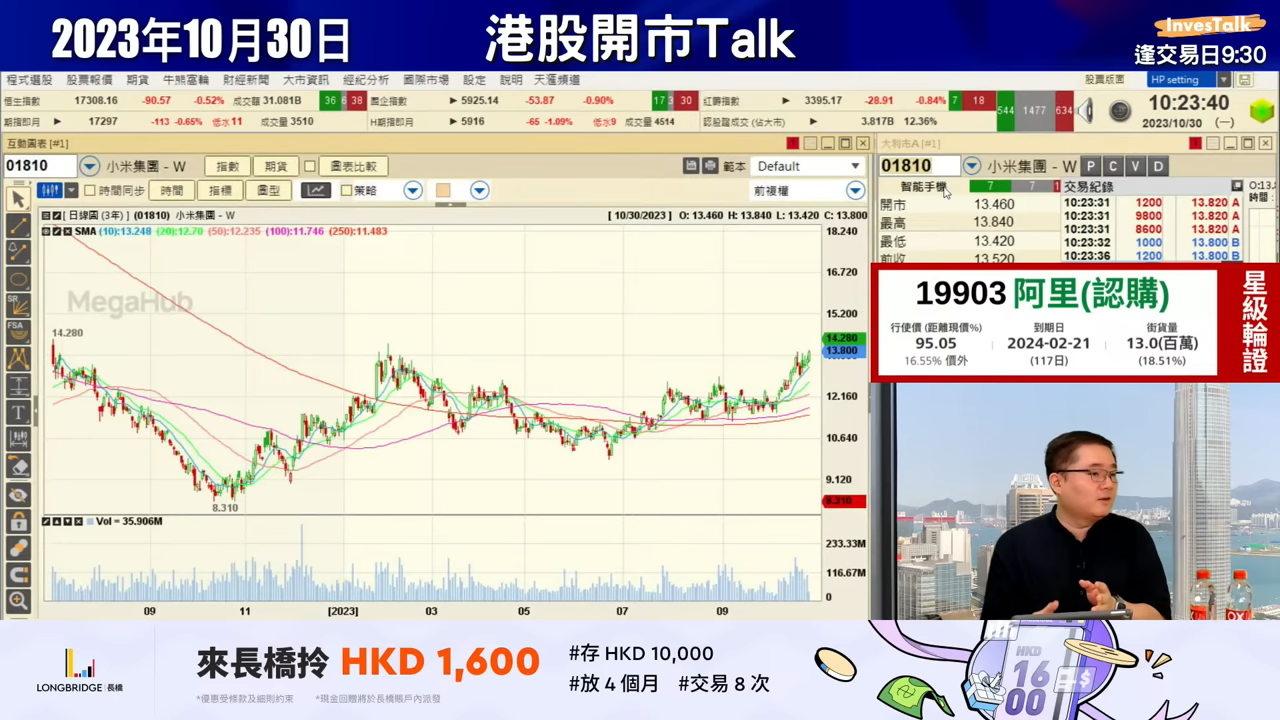 2023年10月30日
港股開市Talk
InvesTalk
逢交易日9:30
程式選股 股票報價 期貨 牛熊窩輪 財經新聞 大市資訊 經紀分析 國際市場 設定 說明 天滙頻道
股票版面 HP setting
恒生指數 17308.16 -90.57 -0.52% 成交額 31.081B 36 6 38 國企指數 5925.14 -53.87 -0.90% 17 3 30 紅籌指數 3395.17 -28.91 -0.84% 7 18
544 1477 634
10:23:40
2023/10/30 (一)
期指即月 17297 -113 -0.65% 低水11 成交量 3510 H期指即月 5916 -65 -1.09% 低水9 成交量 4514 認股證成交 (佔大市) 3.817B 12.36%
互動圖表 [#1]
大利市A [#1]
01810 小米集團 - W 指數 期貨 圖表比較 範本 Default
時間同步 時間 指標 圖型 策略 前複權
01810 小米集團 - W P C V D
智能手機 7 7 1 交易紀錄
開市 13.460
最高 13.840
最低 13.420
前收 13.520
10:23:31 1200 13.820 A
10:23:31 9800 13.820 A
10:23:31 8600 13.820 A
10:23:32 1000 13.800 B
10:23:36 1200 13.800 B
時間:
[ 日線圖 (3年) ] (01810) 小米集團 - W
[ 10/30/2023 ] O: 13.460 H: 13.840 L: 13.420 C: 13.800
SMA (10):13.248 (20):12.70 (50):12.235 (100):11.746 (250):11.483
MegaHub
14.280
8.310
18.240
16.720
15.200
14.280
13.800
12.160
10.640
9.120
8.310
Vol = 35.906M
233.33M
116.67M
0
09 11 [2023] 03 05 07 09
SR
FSA
T
19903 阿里(認購)
行使價 (距離現價%) 到期日 街貨量
95.05 2024-02-21 13.0(百萬)
16.55% 價外 (117日) (18.51%)
星級輪證
LONGBRIDGE 長橋
來長橋拎 HKD 1,600
*優惠受條款及細則約束 *現金回贈將於長橋賬戶內派發
#存 HKD 10,000
#放 4 個月 #交易 8 次
HKD
16
00